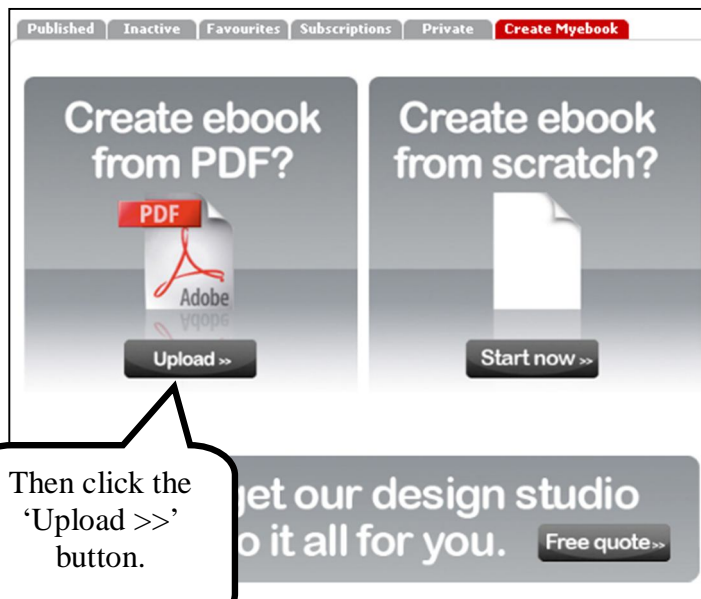 Published Inactive Favourites Subscriptions Private Create Myebook
Create ebook
from PDF?
PDF
Adobe
Upload »
Create ebook
from scratch?
Start now »
Then click the
‘Upload >>’
button.
get our design studio
o it all for you.
Free quote»